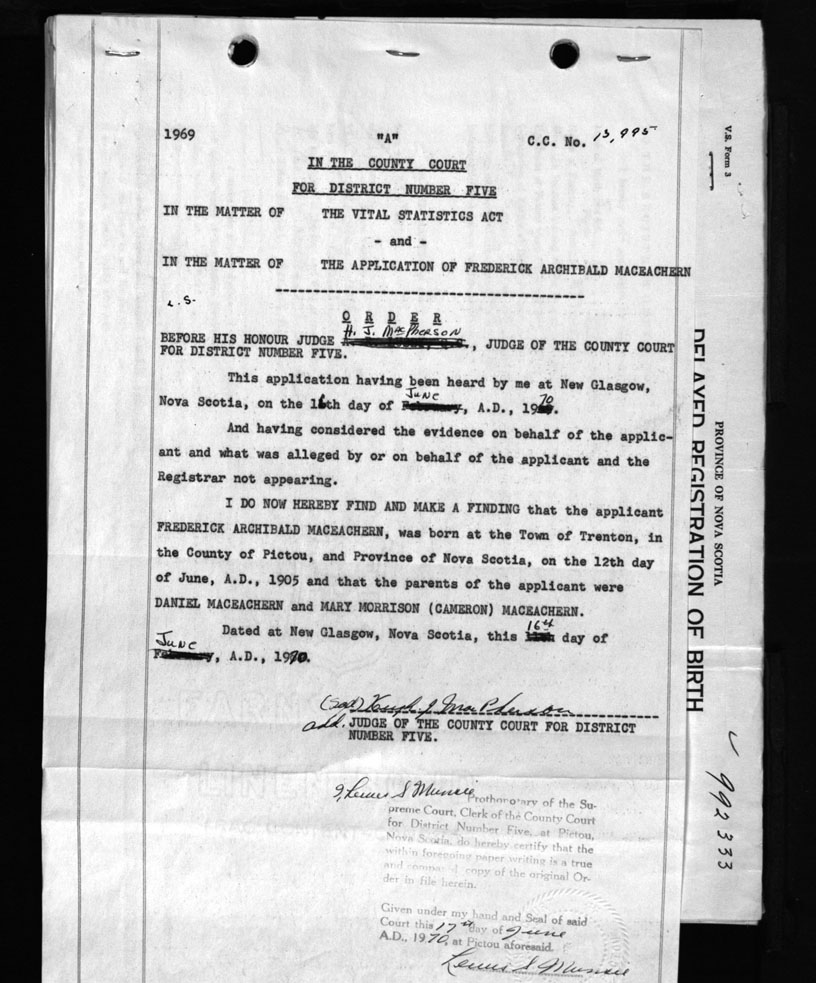 1969 "A" C.C. No. 13,995
IN THE COUNTY COURT
FOR DISTRICT NUMBER FIVE
IN THE MATTER OF THE VITAL STATISTICS ACT
- and -
IN THE MATTER OF THE APPLICATION OF FREDERICK ARCHIBALD MACEACHERN
L.S.
O R D E R
H. J. MacPherson
BEFORE HIS HONOUR JUDGE , JUDGE OF THE COUNTY COURT
FOR DISTRICT NUMBER FIVE.
This application having been heard by me at New Glasgow,
June 70
Nova Scotia, on the 16th day of February, A.D., 19 .
And having considered the evidence on behalf of the applic-
ant and what was alleged by or on behalf of the applicant and the
Registrar not appearing.
I DO NOW HEREBY FIND AND MAKE A FINDING that the applicant
FREDERICK ARCHIBALD MACEACHERN, was born at the Town of Trenton, in
the County of Pictou, and Province of Nova Scotia, on the 12th day
of June, A.D., 1905 and that the parents of the applicant were
DANIEL MACEACHERN and MARY MORRISON (CAMERON) MACEACHERN.
16th
Dated at New Glasgow, Nova Scotia, this day of
June
February, A.D., 1970.
(Sgd) Hugh J. MacPherson
add. JUDGE OF THE COUNTY COURT FOR DISTRICT
NUMBER FIVE.
I, Lewis S Munsie Prothonotary of the Su-
preme Court, Clerk of the County Court
for District Number Five, at Pictou,
Nova Scotia, do hereby certify that the
within foregoing paper writing is a true
and compared copy of the original Or-
der in file herein.
Given under my hand and Seal of said
Court this 17th day of June
A.D., 1970, at Pictou aforesaid.
Lewis S. Munsie
V.S. Form 3
PROVINCE OF NOVA SCOTIA
DELAYED REGISTRATION OF BIRTH
992333